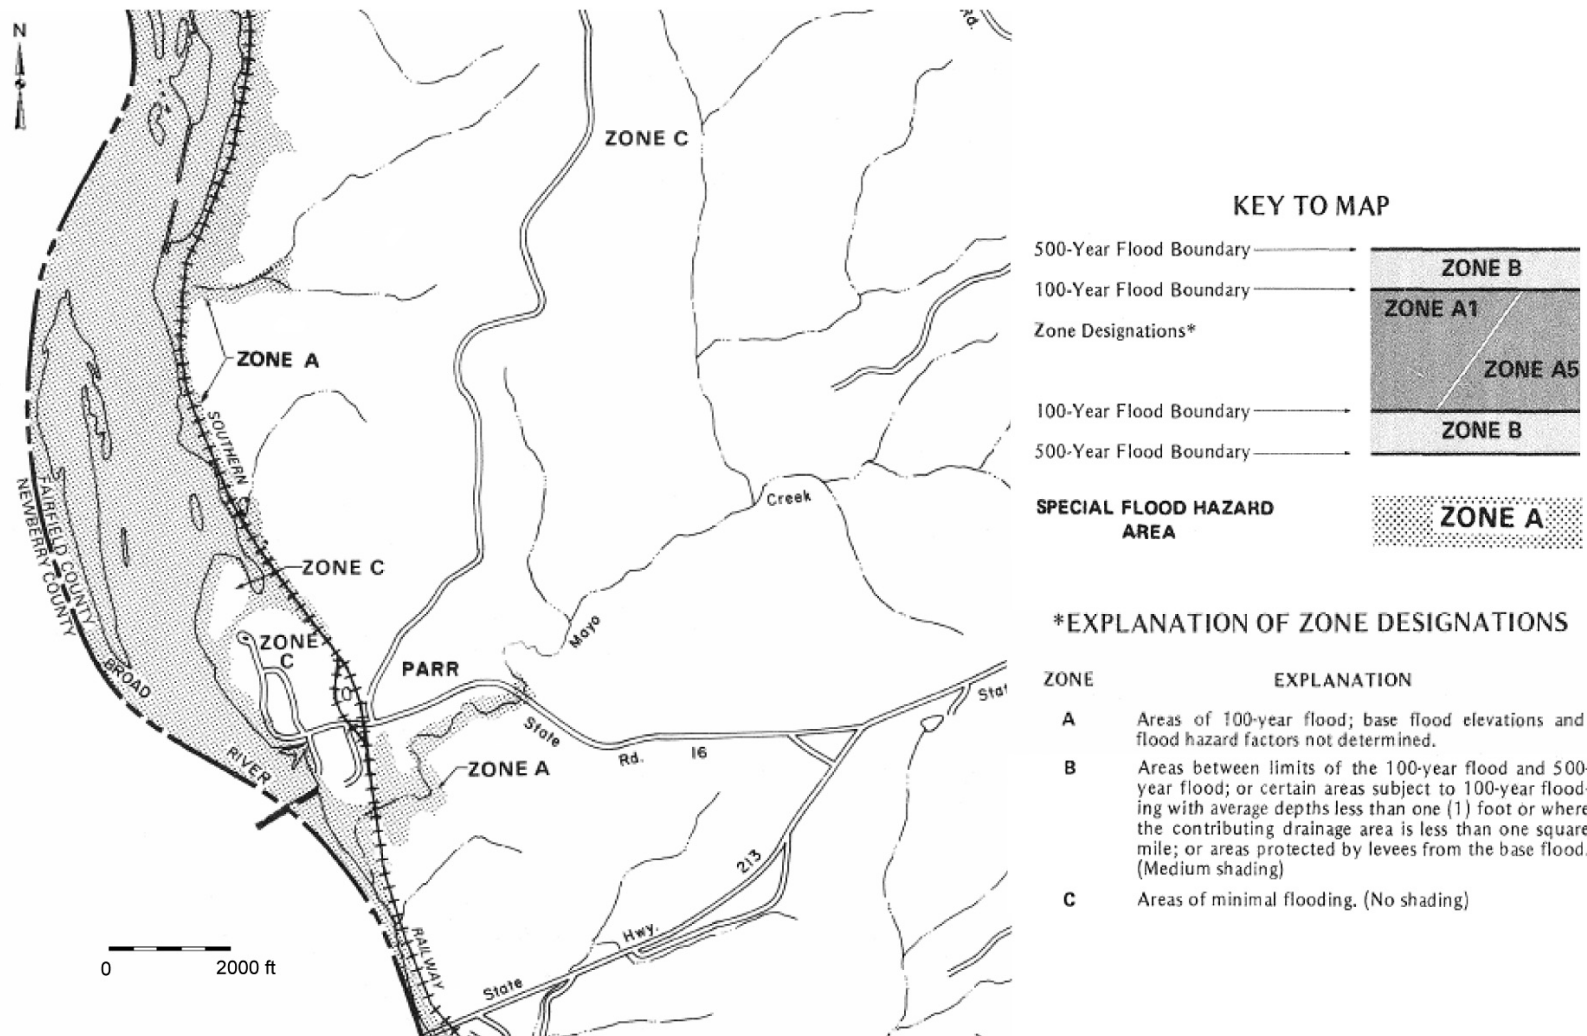 N
Rd.
ZONE C
ZONE A
SOUTHERN
FAIRFIELD COUNTY
NEWBERRY COUNTY
Creek
ZONE C
Mayo
ZONE
C
PARR
BROAD
RIVER
State
Rd.
16
Stat
ZONE A
213
Hwy.
State
RAILWAY
0
2000 ft
KEY TO MAP
500-Year Flood Boundary
ZONE B
100-Year Flood Boundary
ZONE A1
Zone Designations*
ZONE A5
100-Year Flood Boundary
ZONE B
500-Year Flood Boundary
SPECIAL FLOOD HAZARD
AREA
ZONE A
*EXPLANATION OF ZONE DESIGNATIONS
ZONE EXPLANATION
A Areas of 100-year flood; base flood elevations and
flood hazard factors not determined.
B Areas between limits of the 100-year flood and 500-
year flood; or certain areas subject to 100-year flood-
ing with average depths less than one (1) foot or where
the contributing drainage area is less than one square
mile; or areas protected by levees from the base flood.
(Medium shading)
C Areas of minimal flooding. (No shading)